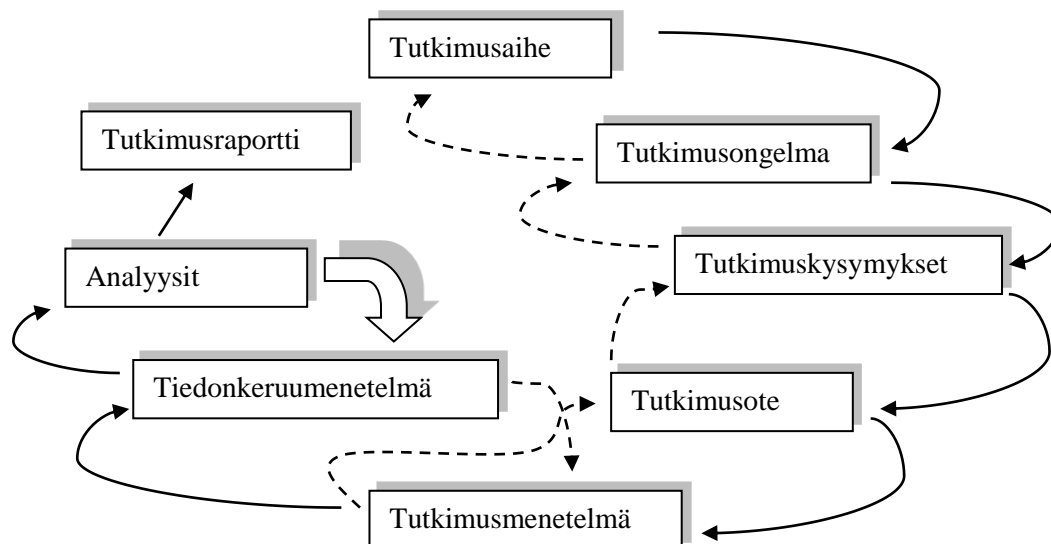 Tutkimusaihe
Tutkimusraportti
Tutkimusongelma
Analyysit
Tutkimuskysymykset
Tiedonkeruumenetelmä
Tutkimusote
Tutkimusmenetelmä